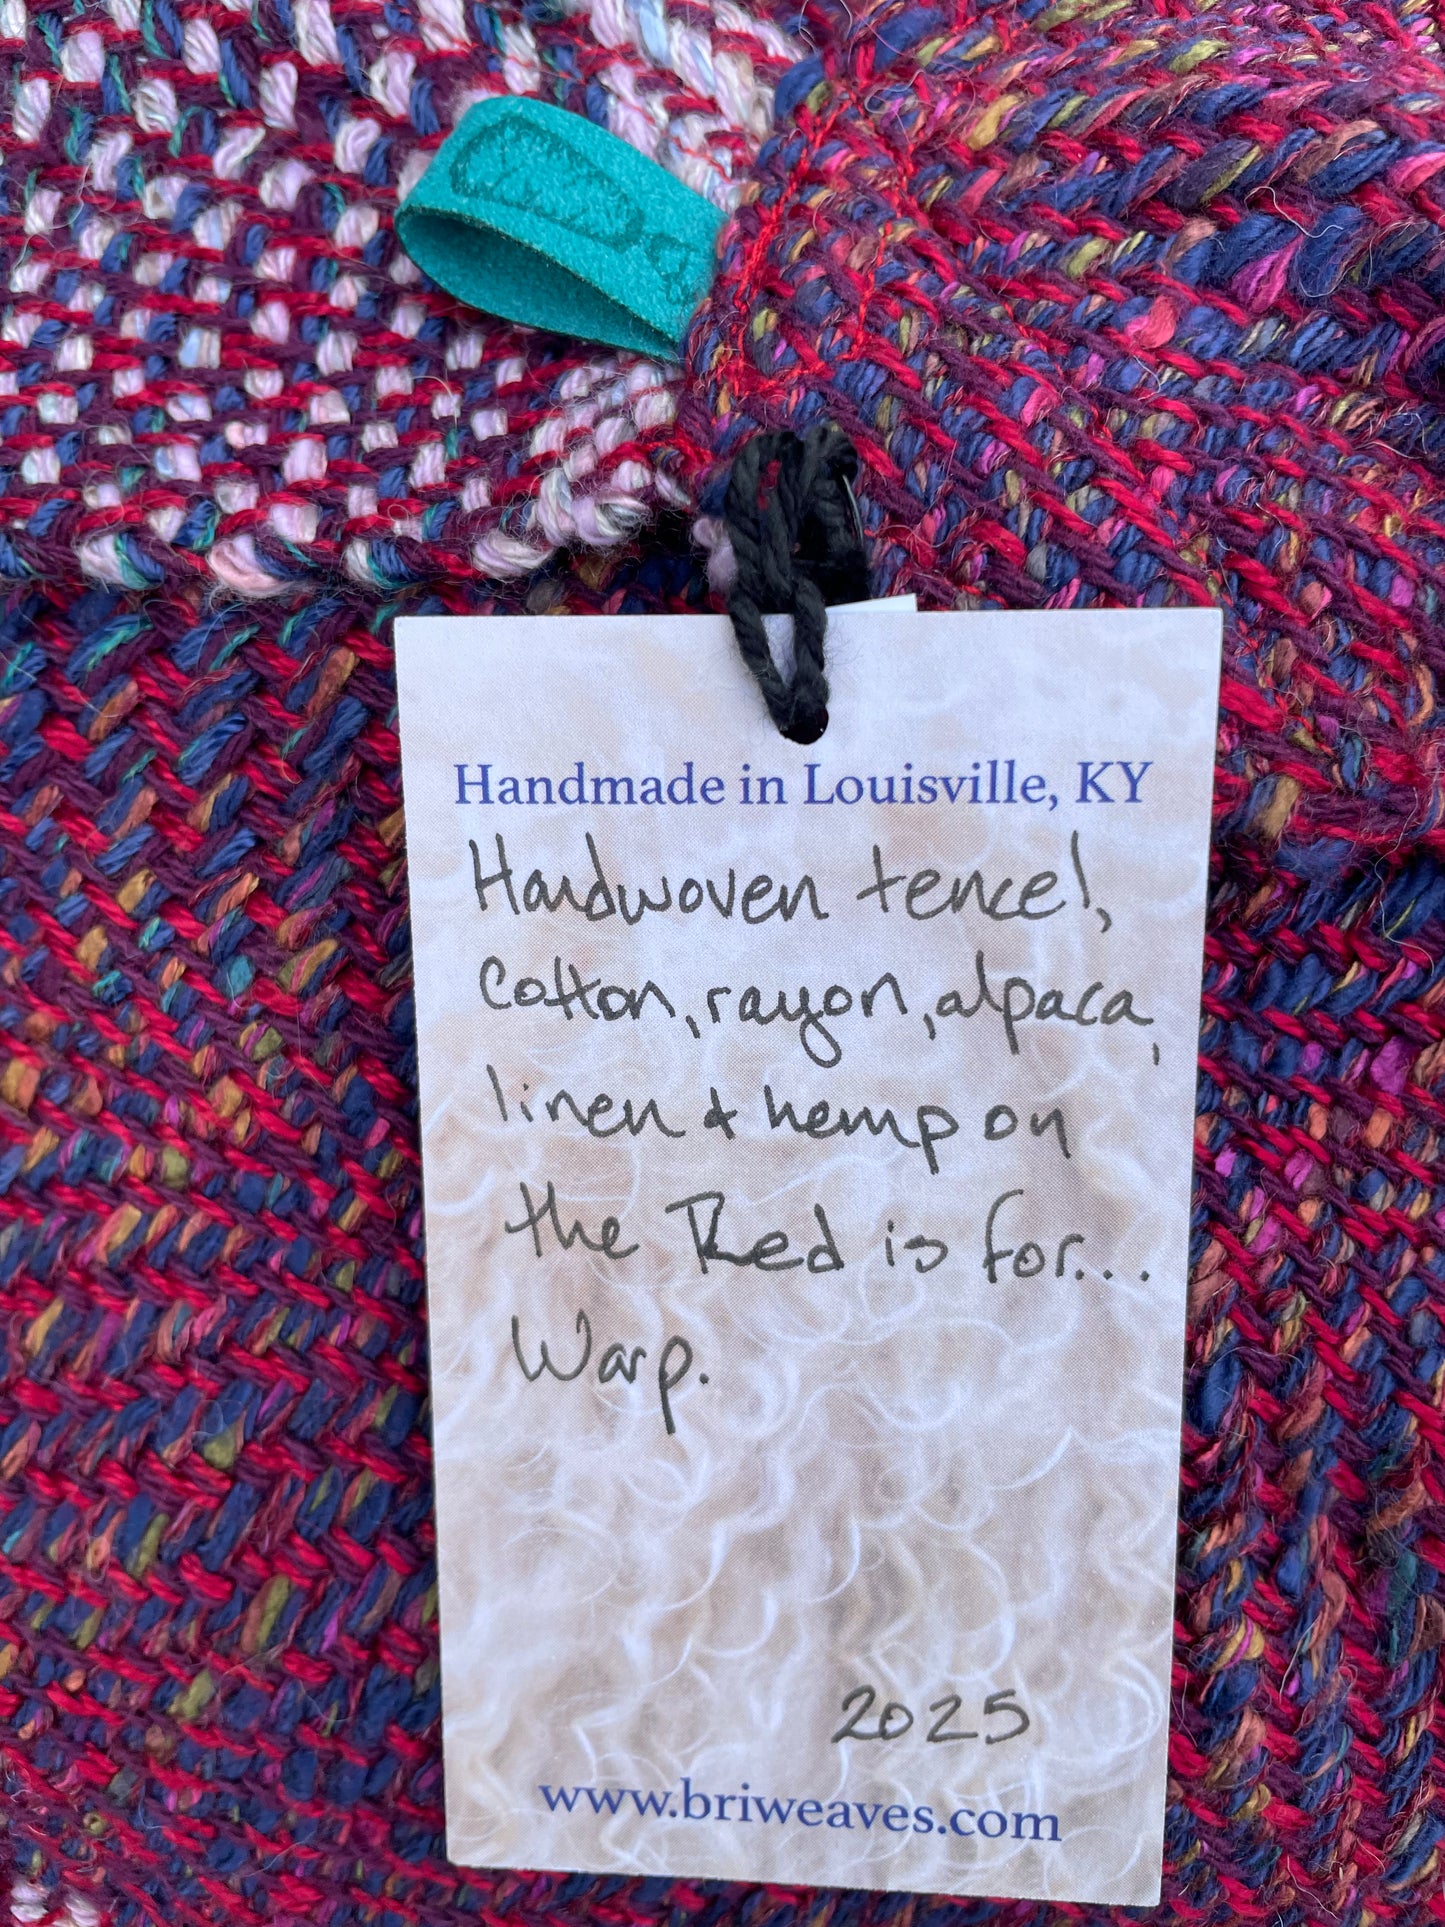 Handmade in Louisville, KY
Handwoven tencel,
cotton, rayon, alpaca,
linen + hemp on
the Red is for...
Warp.
2025
www.briweaves.com